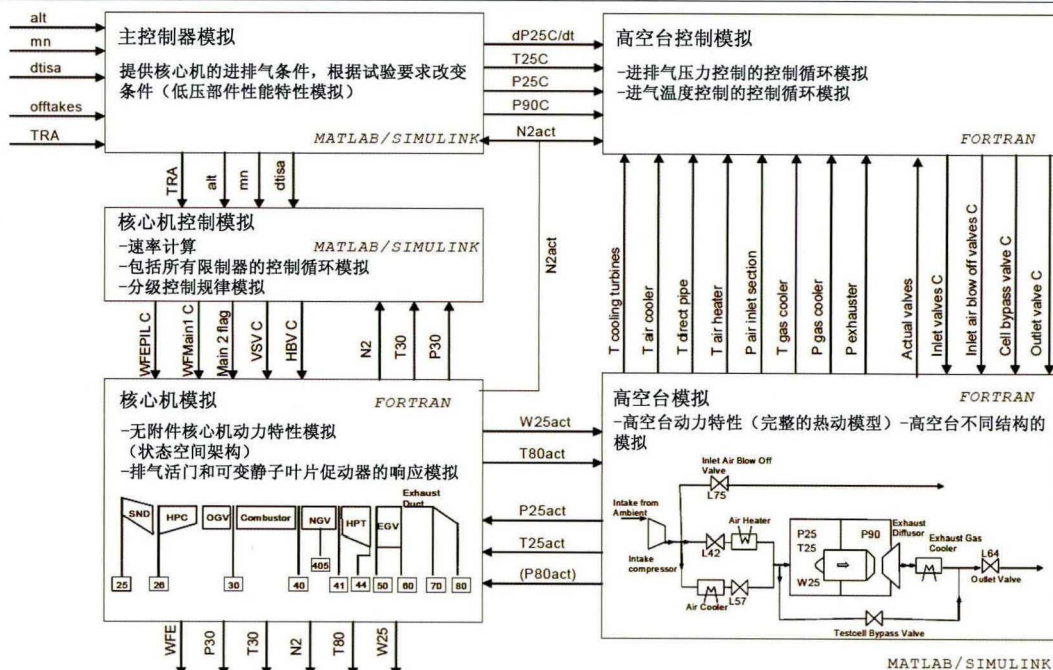 alt
mn
dtisa
offtakes
TRA
主控制器模拟
提供核心机的进排气条件，根据试验要求改变
条件（低压部件性能特性模拟）
MATLAB/SIMULINK
dP25C/dt
T25C
P25C
P90C
N2act
高空台控制模拟
-进排气压力控制的控制循环模拟
-进气温度控制的控制循环模拟
FORTRAN
TRA
alt
mn
dtisa
核心机控制模拟
-速率计算
MATLAB/SIMULINK
-包括所有限制器的控制循环模拟
-分级控制规律模拟
N2act
T cooling turbines
T air cooler
T direct pipe
T air heater
P air inlet section
T gas cooler
P gas cooler
P exhauster
Actual valves
Inlet valves C
Inlet air blow off valves C
Cell bypass valve C
Outlet valve C
WFEPIL C
WFMain1 C
Main 2 flag
VSV C
HBV C
N2
T30
P30
核心机模拟
FORTRAN
-无附件核心机动力特性模拟
（状态空间架构）
-排气活门和可变静子叶片促动器的响应模拟
Exhaust
Duct
SND
HPC
OGV
Combustor
NGV
HPT
EGV
405
25
26
30
40
41
44
50
60
70
80
W25act
T80act
P25act
T25act
(P80act)
高空台模拟
FORTRAN
-高空台动力特性（完整的热动模型）-高空台不同结构的
模拟
Inlet Air Blow Off
Valve
L75
Intake from
Ambient
Intake
compressor
Air Heater
W
L42
M
L57
Air Cooler
P25
T25
W25
P90
Exhaust
Diffusor
Exhaust Gas
Cooler
M
L64
Outlet Valve
Testcell Bypass Valve
WFE
P30
T30
N2
T80
W25
MATLAB/SIMULINK